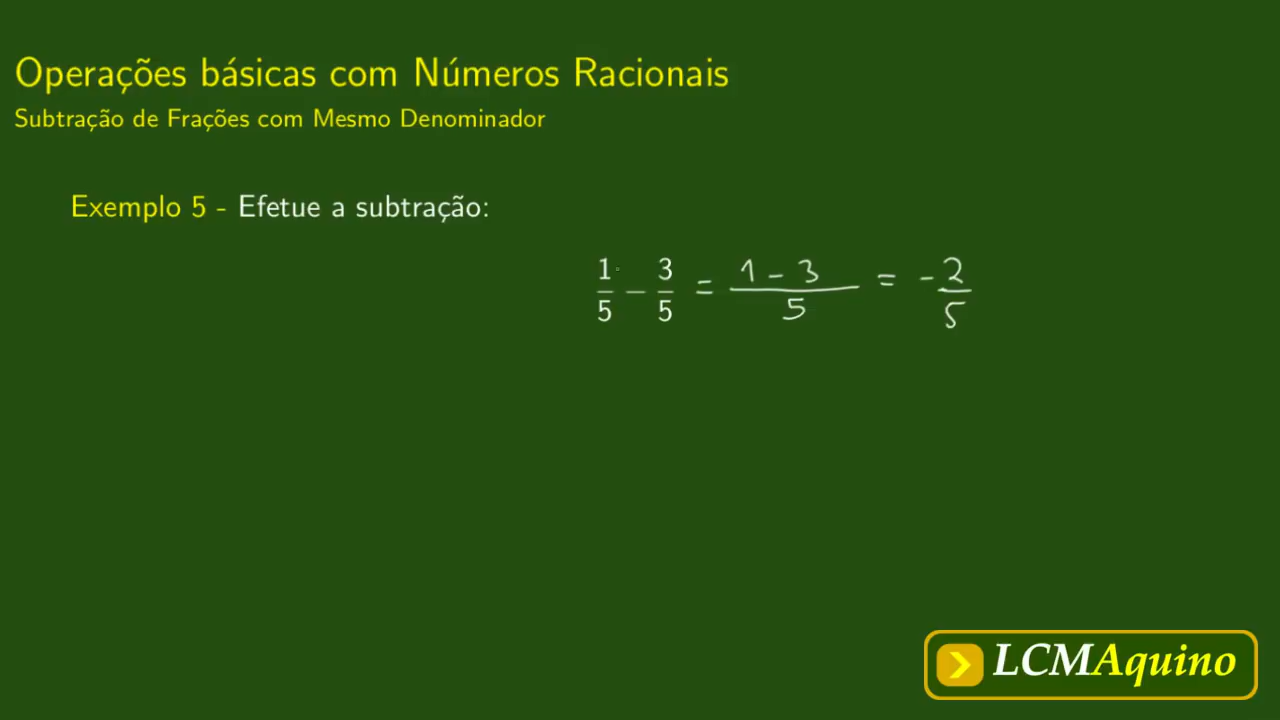 Operações básicas com Números Racionais
Subtração de Frações com Mesmo Denominador
Exemplo 5 - Efetue a subtração:
1/5 − 3/5 = (1 − 3)/5 = −2/5
LCMAquino